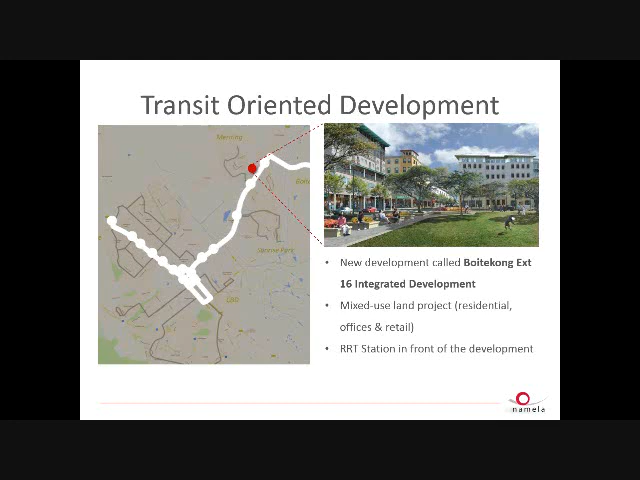 Transit Oriented Development
• New development called Boitekong Ext
16 Integrated Development
• Mixed-use land project (residential,
offices & retail)
• RRT Station in front of the development
namela